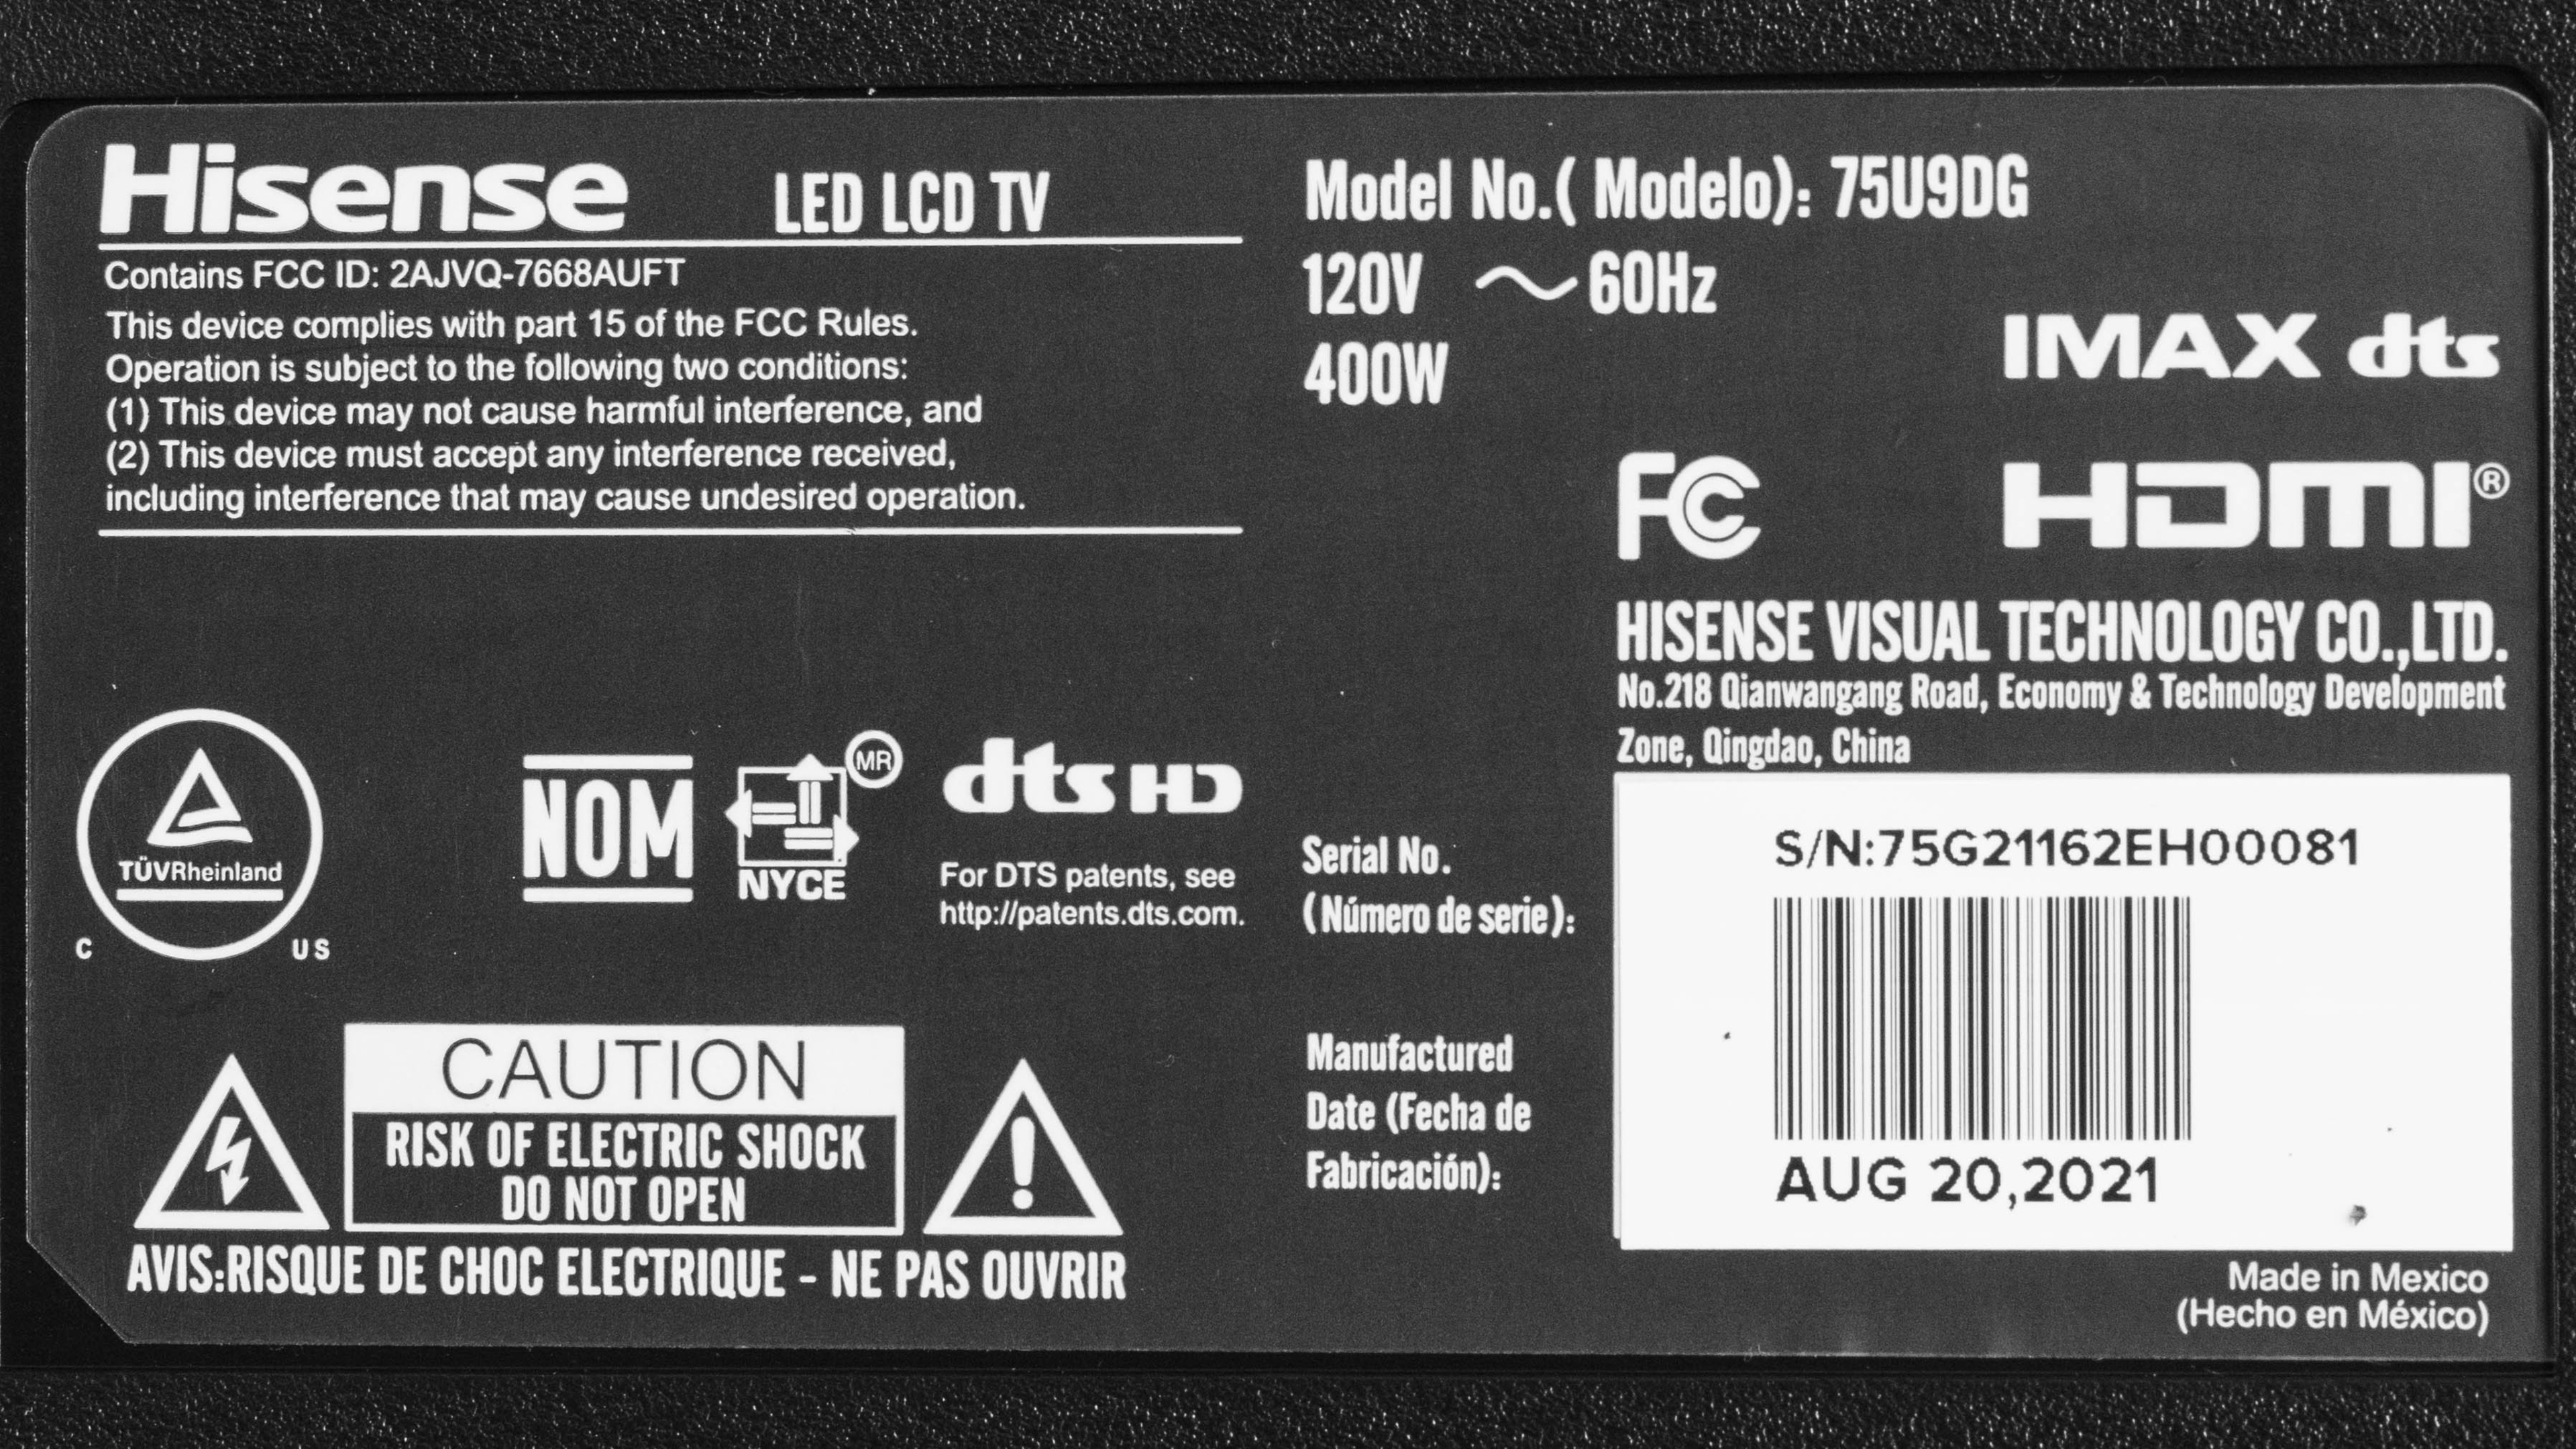 Hisense LED LCD TV
Contains FCC ID: 2AJVQ-7668AUFT
This device complies with part 15 of the FCC Rules.
Operation is subject to the following two conditions:
(1) This device may not cause harmful interference, and
(2) This device must accept any interference received,
including interference that may cause undesired operation.
TÜVRheinland
C US
NOM
MR
NYCE
dts HD
For DTS patents, see
http://patents.dts.com.
CAUTION
RISK OF ELECTRIC SHOCK
DO NOT OPEN
AVIS:RISQUE DE CHOC ELECTRIQUE - NE PAS OUVRIR
Model No.( Modelo): 75U9DG
120V ~ 60Hz
400W
IMAX dts
FC HDMI®
HISENSE VISUAL TECHNOLOGY CO.,LTD.
No.218 Qianwangang Road, Economy & Technology Development
Zone, Qingdao, China
Serial No.
(Número de serie):
S/N:75G21162EH00081
Manufactured
Date (Fecha de
Fabricación):
AUG 20,2021
Made in Mexico
(Hecho en México)